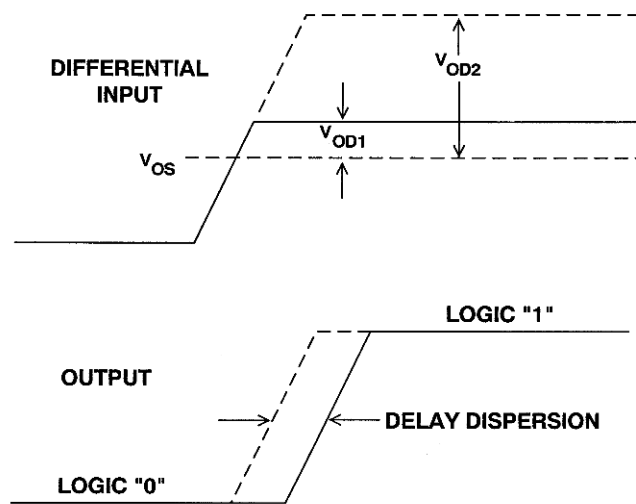 DIFFERENTIAL
INPUT
VOD2
VOD1
VOS
LOGIC "1"
OUTPUT
DELAY DISPERSION
LOGIC "0"